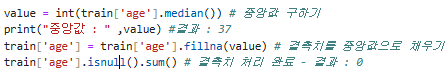 value = int(train['age'].median()) # 중앙값 구하기
print("중앙값 : " ,value) #결과 : 37
train['age'] = train['age'].fillna(value) # 결측치를 중앙값으로 채우기
train['age'].isnull().sum() # 결측치 처리 완료 - 결과 : 0